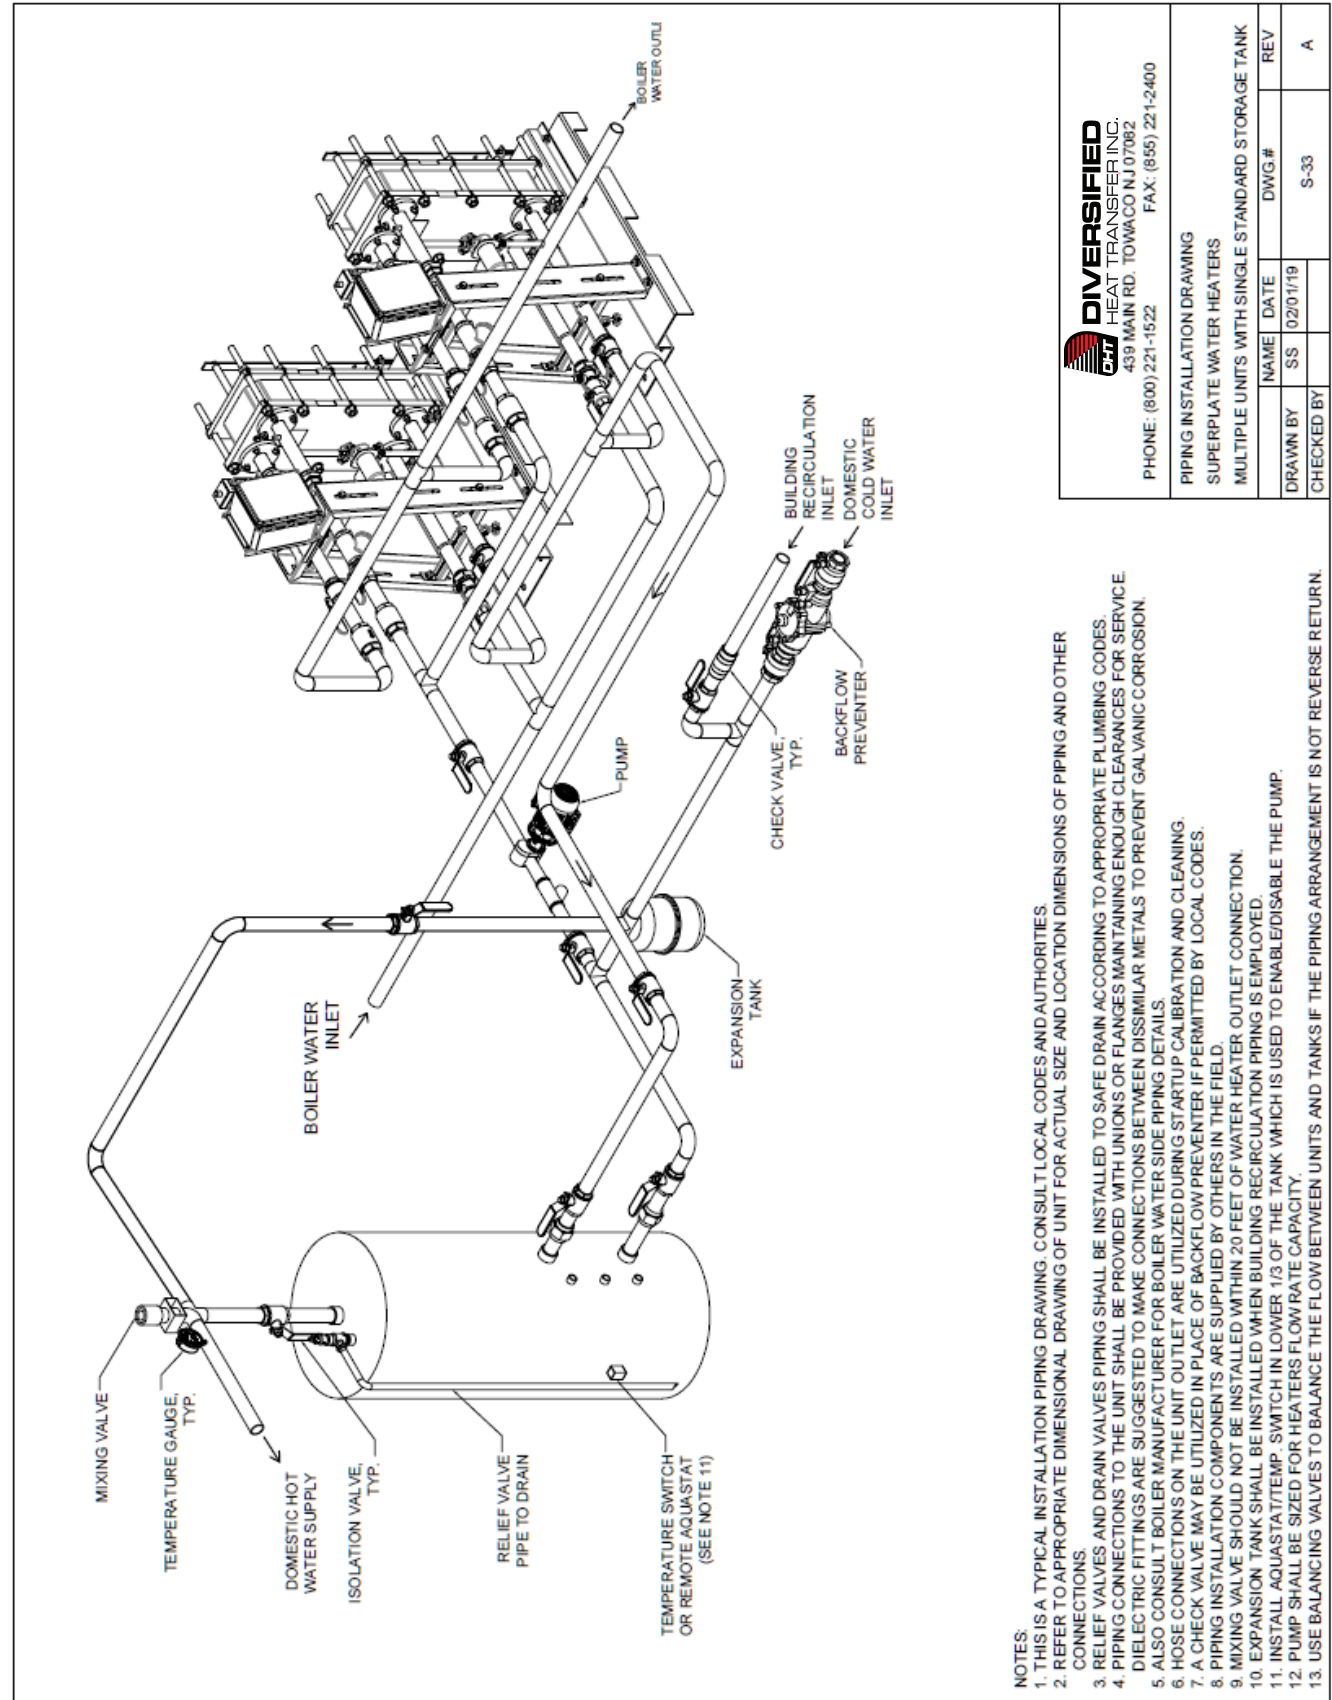 BOILER
WATER OUTL
BUILDING
RECIRCULATION
INLET
DOMESTIC
COLD WATER
INLET
CHECK VALVE,
TYP.
BACKFLOW
PREVENTER
PUMP
EXPANSION
TANK
BOILER WATER
INLET
MIXING VALVE
TEMPERATURE GAUGE,
TYP.
DOMESTIC HOT
WATER SUPPLY
ISOLATION VALVE,
TYP.
RELIEF VALVE
PIPE TO DRAIN
TEMPERATURE SWITCH
OR REMOTE AQUASTAT
(SEE NOTE 11)
NOTES:
1. THIS IS A TYPICAL INSTALLATION PIPING DRAWING. CONSULT LOCAL CODES AND AUTHORITIES.
2. REFER TO APPROPRIATE DIMENSIONAL DRAWING OF UNIT FOR ACTUAL SIZE AND LOCATION DIMENSIONS OF PIPING AND OTHER
CONNECTIONS.
3. RELIEF VALVES AND DRAIN VALVES PIPING SHALL BE INSTALLED TO SAFE DRAIN ACCORDING TO APPROPRIATE PLUMBING CODES.
4. PIPING CONNECTIONS TO THE UNIT SHALL BE PROVIDED WITH UNIONS OR FLANGES MAINTAINING ENOUGH CLEARANCES FOR SERVICE.
DIELECTRIC FITTINGS ARE SUGGESTED TO MAKE CONNECTIONS BETWEEN DISSIMILAR METALS TO PREVENT GALVANIC CORROSION.
5. ALSO CONSULT BOILER MANUFACTURER FOR BOILER WATER SIDE PIPING DETAILS.
6. HOSE CONNECTIONS ON THE UNIT OUTLET ARE UTILIZED DURING STARTUP CALIBRATION AND CLEANING.
7. A CHECK VALVE MAY BE UTILIZED IN PLACE OF BACKFLOW PREVENTER IF PERMITTED BY LOCAL CODES.
8. PIPING INSTALLATION COMPONENTS ARE SUPPLIED BY OTHERS IN THE FIELD.
9. MIXING VALVE SHOULD NOT BE INSTALLED WITHIN 20 FEET OF WATER HEATER OUTLET CONNECTION.
10. EXPANSION TANK SHALL BE INSTALLED WHEN BUILDING RECIRCULATION PIPING IS EMPLOYED.
11. INSTALL AQUASTAT/TEMP. SWITCH IN LOWER 1/3 OF THE TANK WHICH IS USED TO ENABLE/DISABLE THE PUMP.
12. PUMP SHALL BE SIZED FOR HEATERS FLOW RATE CAPACITY.
13. USE BALANCING VALVES TO BALANCE THE FLOW BETWEEN UNITS AND TANKS IF THE PIPING ARRANGEMENT IS NOT REVERSE RETURN.
DHT DIVERSIFIED
HEAT TRANSFER INC.
439 MAIN RD. TOWACO NJ 07082
PHONE: (800) 221-1522 FAX: (855) 221-2400
PIPING INSTALLATION DRAWING
SUPERPLATE WATER HEATERS
MULTIPLE UNITS WITH SINGLE STANDARD STORAGE TANK
NAME DATE DWG.# REV
DRAWN BY SS 02/01/19 S-33 A
CHECKED BY